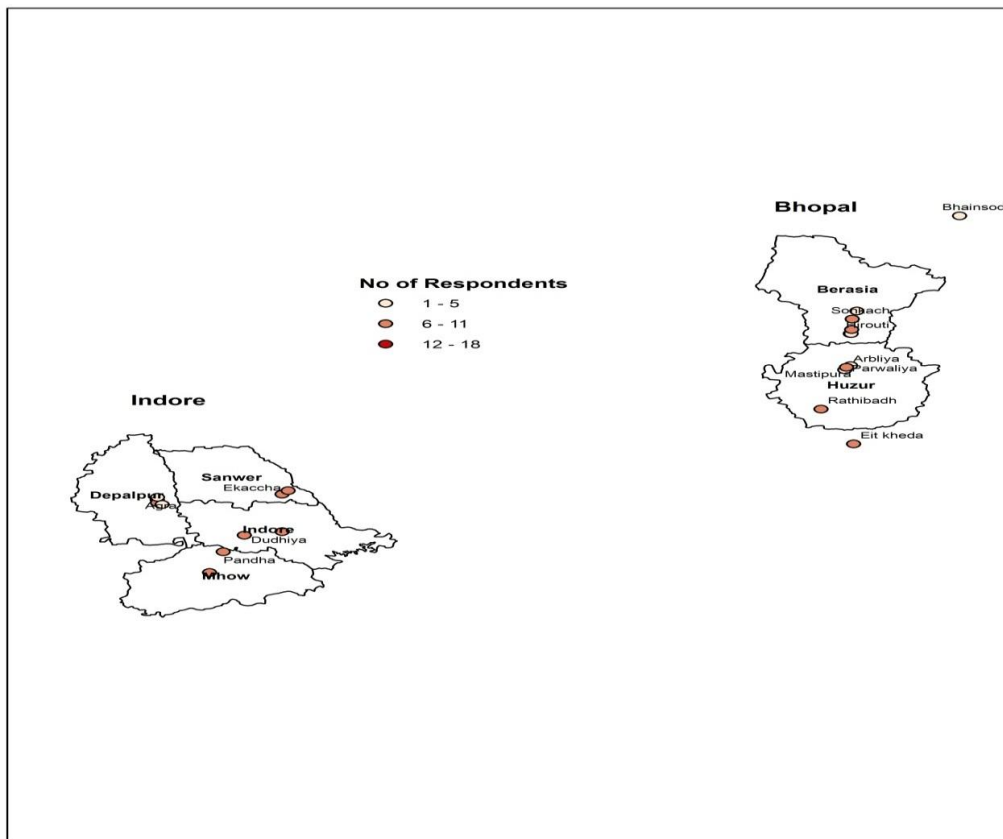 Bhopal
Bhainsod
No of Respondents
1 - 5
6 - 11
12 - 18
Berasia
Sonkach
Arbliya
Parwaliya
Mastipura
Huzur
Rathibadh
Eit kheda
Indore
Sanwer
Ekaccha
Depalpur
Agra
Indore
Dudhiya
Pandha
Mhow